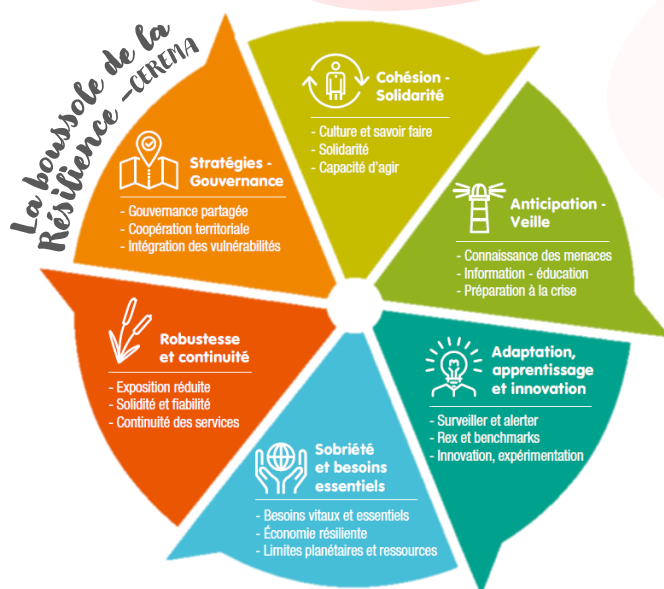 La boussole de la
Résilience -CEREMA
Cohésion -
Solidarité
- Culture et savoir faire
- Solidarité
- Capacité d'agir
Anticipation -
Veille
- Connaissance des menaces
- Information - éducation
- Préparation à la crise
Adaptation,
apprentissage
et innovation
- Surveiller et alerter
- Rex et benchmarks
- Innovation, expérimentation
Sobriété
et besoins
essentiels
- Besoins vitaux et essentiels
- Économie résiliente
- Limites planétaires et ressources
Robustesse
et continuité
- Exposition réduite
- Solidité et fiabilité
- Continuité des services
Stratégies -
Gouvernance
- Gouvernance partagée
- Coopération territoriale
- Intégration des vulnérabilités